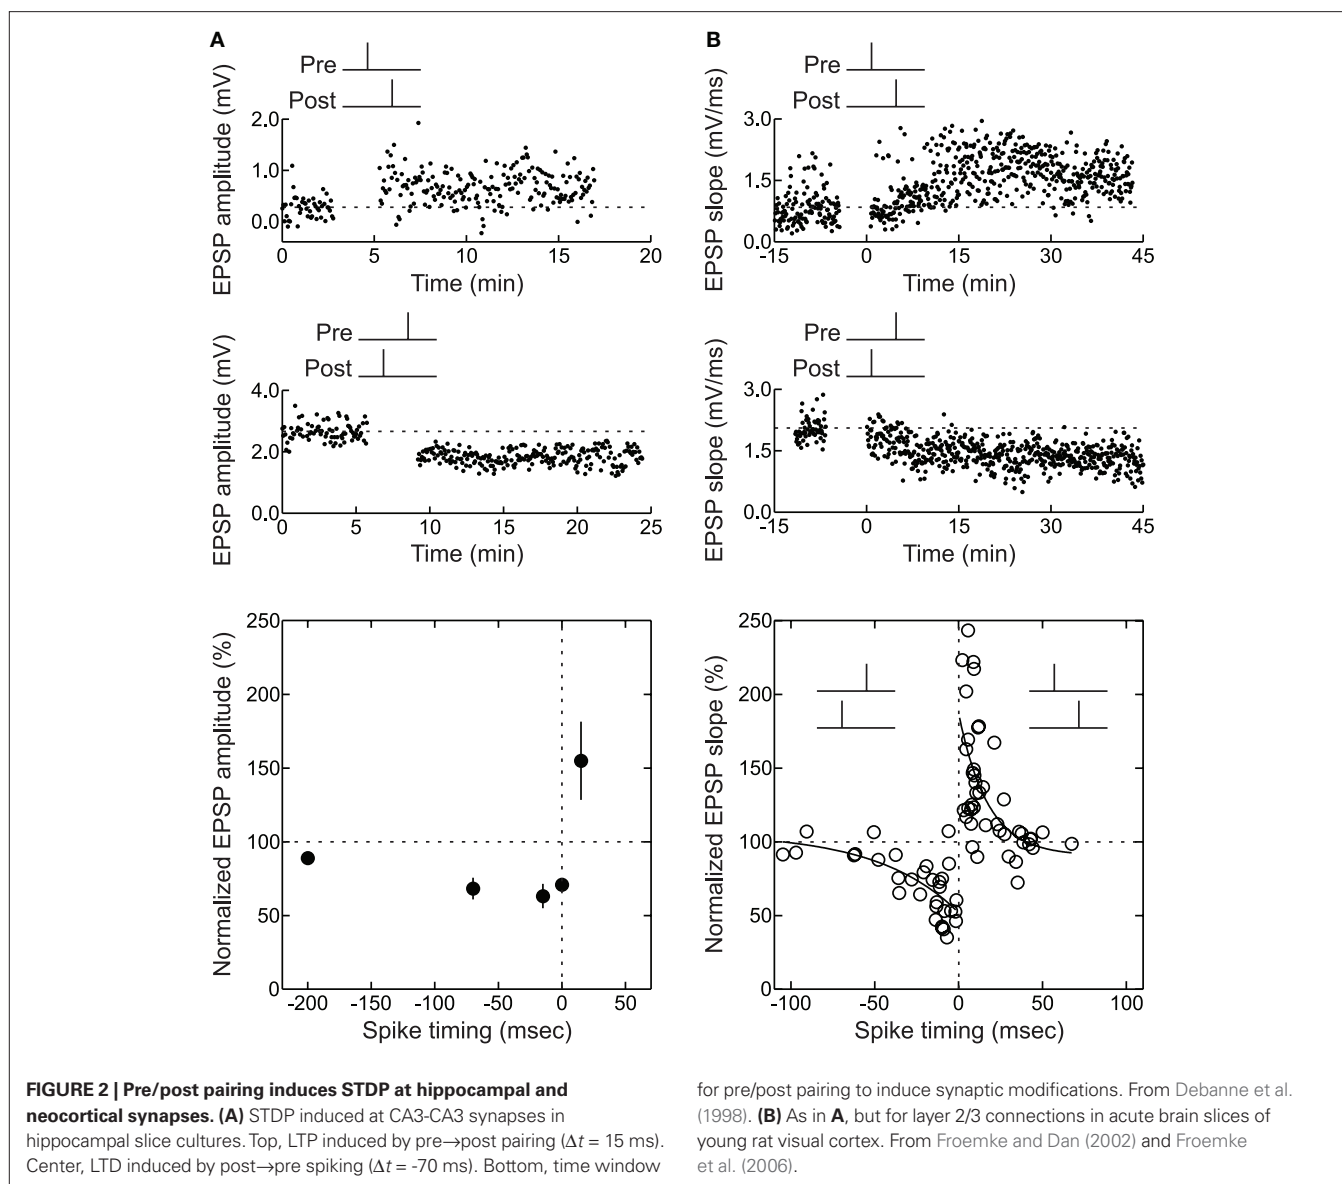 A
Pre
Post
EPSP amplitude (mV)
2.0
1.0
0.0
0
5
10
15
20
Time (min)
Pre
Post
EPSP amplitude (mV)
4.0
2.0
0.0
0
5
10
15
20
25
Time (min)
Normalized EPSP amplitude (%)
250
200
150
100
50
0
-200
-150
-100
-50
0
50
Spike timing (msec)
B
Pre
Post
EPSP slope (mV/ms)
3.0
1.5
0.0
-15
0
15
30
45
Time (min)
Pre
Post
EPSP slope (mV/ms)
3.0
1.5
0.0
-15
0
15
30
45
Time (min)
Normalized EPSP slope (%)
250
200
150
100
50
0
-100
-50
0
50
100
Spike timing (msec)
FIGURE 2 | Pre/post pairing induces STDP at hippocampal and
neocortical synapses. (A) STDP induced at CA3-CA3 synapses in
hippocampal slice cultures. Top, LTP induced by pre→post pairing (Δt = 15 ms).
Center, LTD induced by post→pre spiking (Δt = -70 ms). Bottom, time window
for pre/post pairing to induce synaptic modifications. From Debanne et al.
(1998). (B) As in A, but for layer 2/3 connections in acute brain slices of
young rat visual cortex. From Froemke and Dan (2002) and Froemke
et al. (2006).